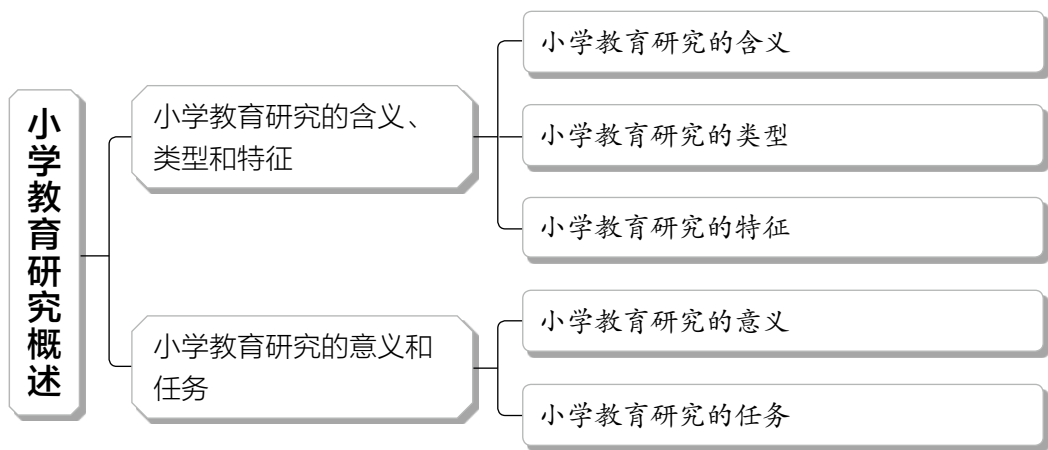 小学教育研究概述
小学教育研究的含义、
类型和特征
小学教育研究的含义
小学教育研究的类型
小学教育研究的特征
小学教育研究的意义和
任务
小学教育研究的意义
小学教育研究的任务